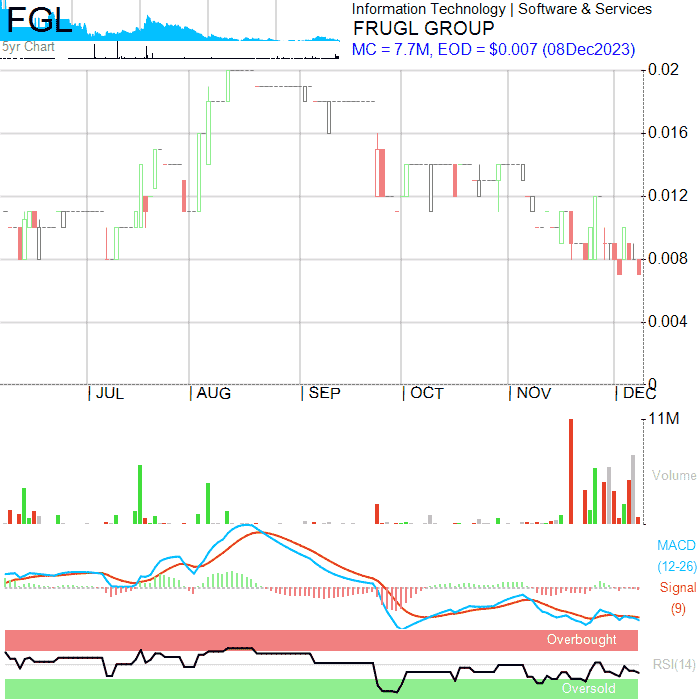 FGL
5yr Chart
Information Technology | Software & Services
FRUGL GROUP
MC = 7.7M, EOD = $0.007 (08Dec2023)
0.02
0.016
0.012
0.008
0.004
0
| JUL | AUG | SEP | OCT | NOV | DEC
11M
Volume
MACD
(12-26)
Signal
(9)
Overbought
RSI(14)
Oversold